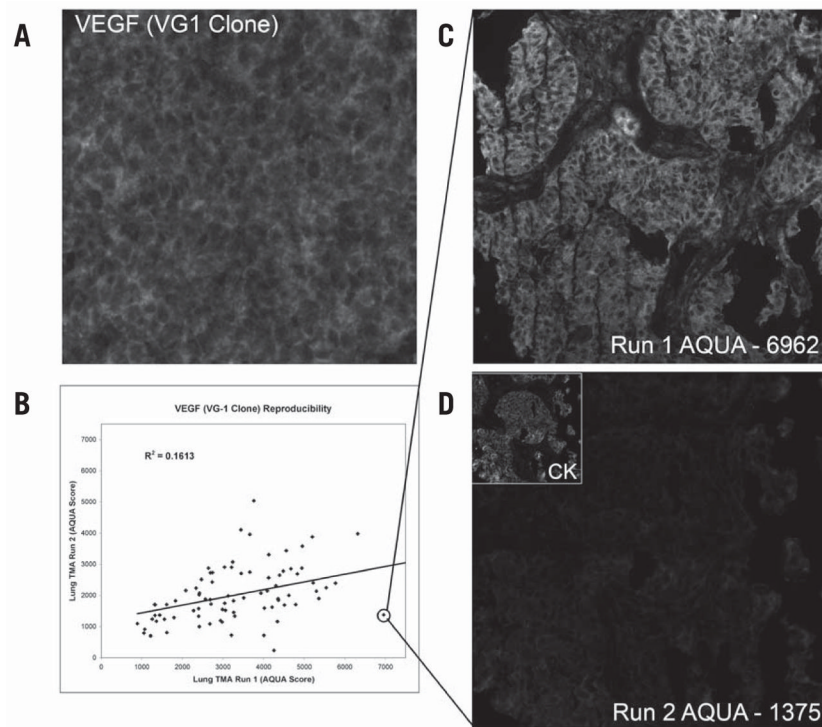 A
VEGF (VG1 Clone)
C
Run 1 AQUA - 6962
B
VEGF (VG-1 Clone) Reproducibility
R² = 0.1613
Lung TMA Run 2 (AQUA Score)
7000
6000
5000
4000
3000
2000
1000
0
0 1000 2000 3000 4000 5000 6000 7000
Lung TMA Run 1 (AQUA Score)
D
CK
Run 2 AQUA - 1375